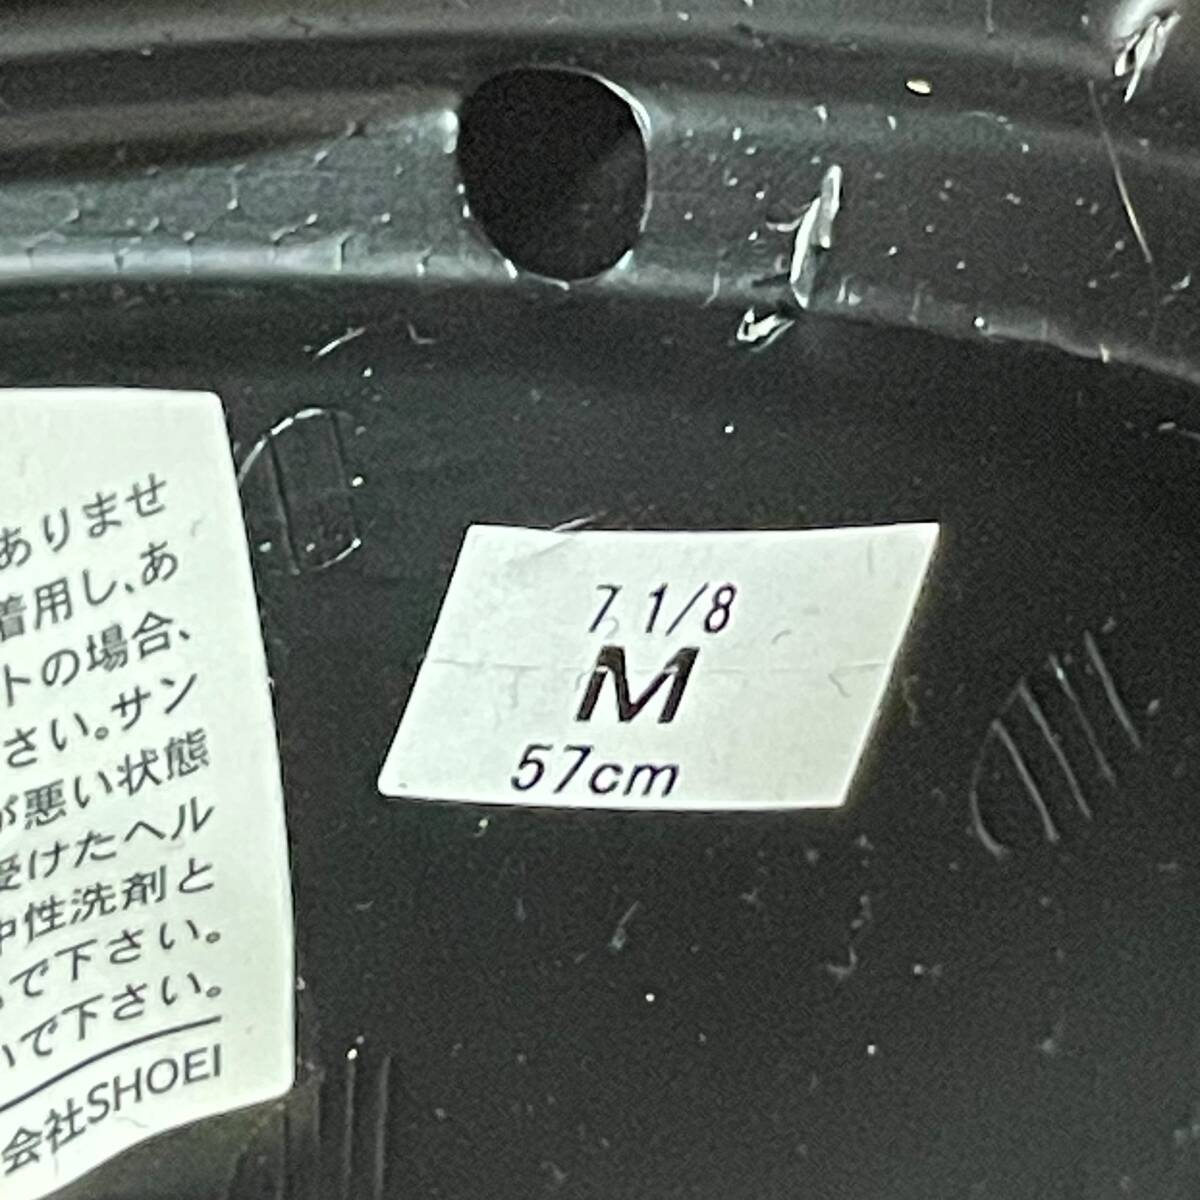 ありませ
着用し、あ
トの場合、
さい。サン
が悪い状態
受けたヘル
中性洗剤と
で下さい。
いで下さい。
会社SHOEI
7 1/8
M
57cm